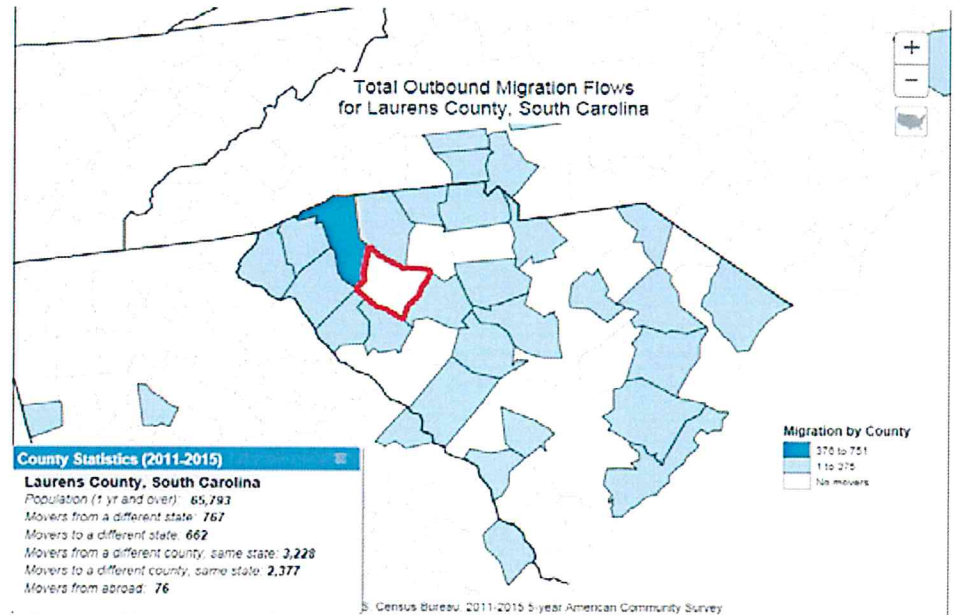 +
−
Total Outbound Migration Flows
for Laurens County, South Carolina
Migration by County
376 to 751
1 to 375
No movers
County Statistics (2011-2015)
Laurens County, South Carolina
Population (1 yr and over): 65,793
Movers from a different state: 767
Movers to a different state: 662
Movers from a different county, same state: 3,228
Movers to a different county, same state: 2,377
Movers from abroad: 76
S. Census Bureau, 2011-2015 5-year American Community Survey